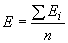 E = ∑ E_i / n